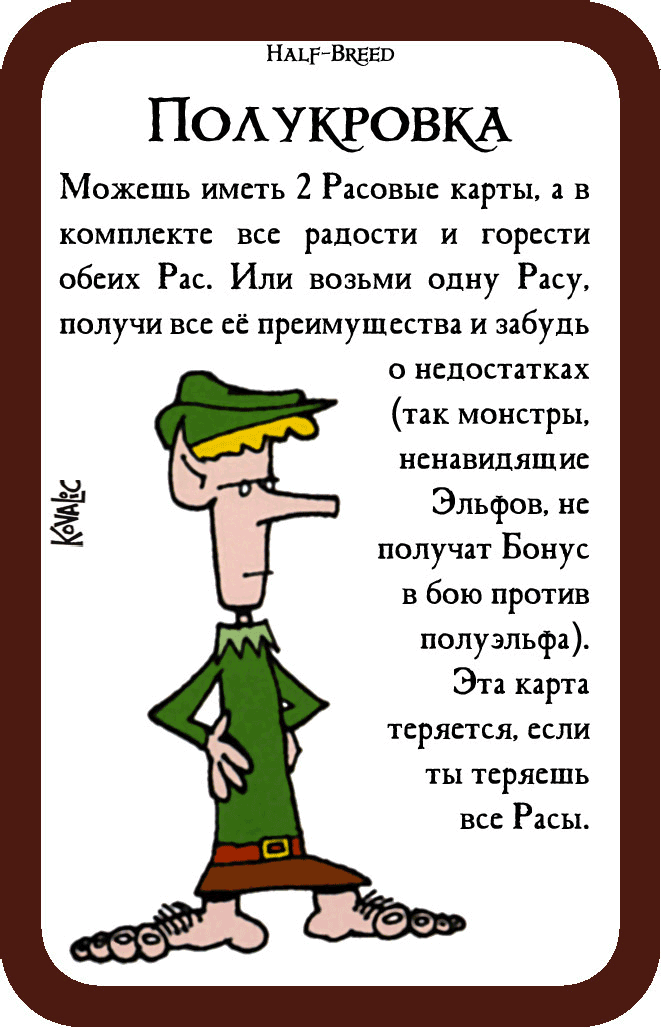 Half-Breed
Полукровка
Можешь иметь 2 Расовые карты, а в
комплекте все радости и горести
обеих Рас. Или возьми одну Расу,
получи все её преимущества и забудь
о недостатках
(так монстры,
ненавидящие
Эльфов, не
получат Бонус
в бою против
полуэльфа).
Эта карта
теряется, если
ты теряешь
все Расы.
Kovalic